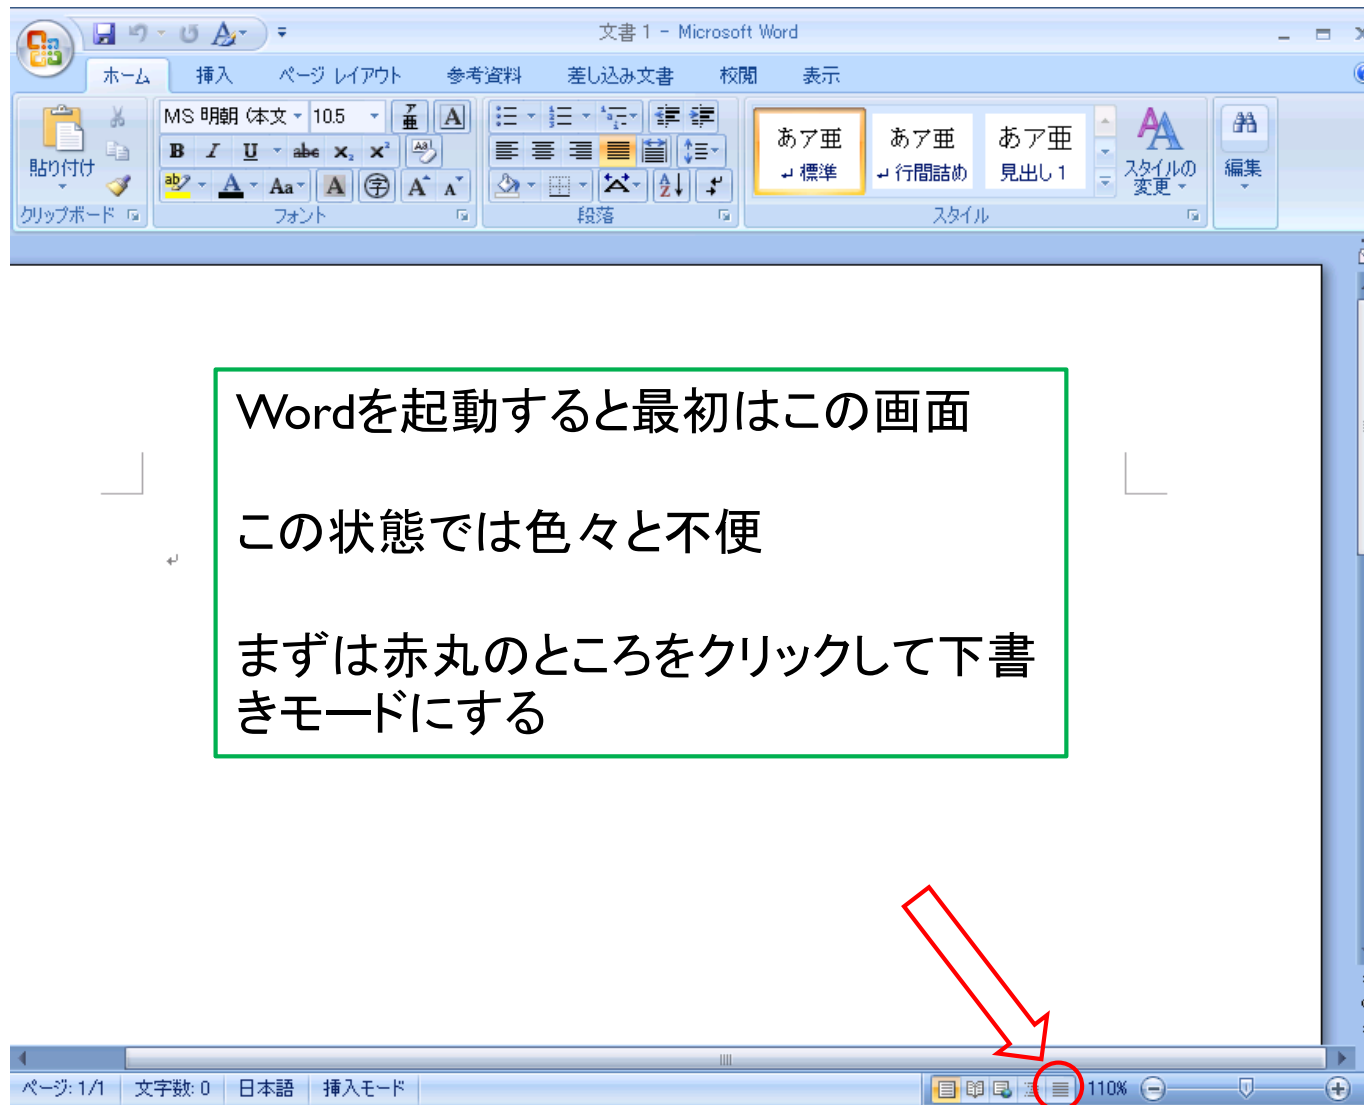 文書 1 - Microsoft Word
ホーム 挿入 ページ レイアウト 参考資料 差し込み文書 校閲 表示
MS 明朝 (本文 10.5
貼り付け
クリップボード
フォント
段落
あア亜 あア亜 あア亜
標準 行間詰め 見出し 1
スタイルの
変更
スタイル
編集
Wordを起動すると最初はこの画面
この状態では色々と不便
まずは赤丸のところをクリックして下書
きモードにする
ページ: 1/1 文字数: 0 日本語 挿入モード 110%